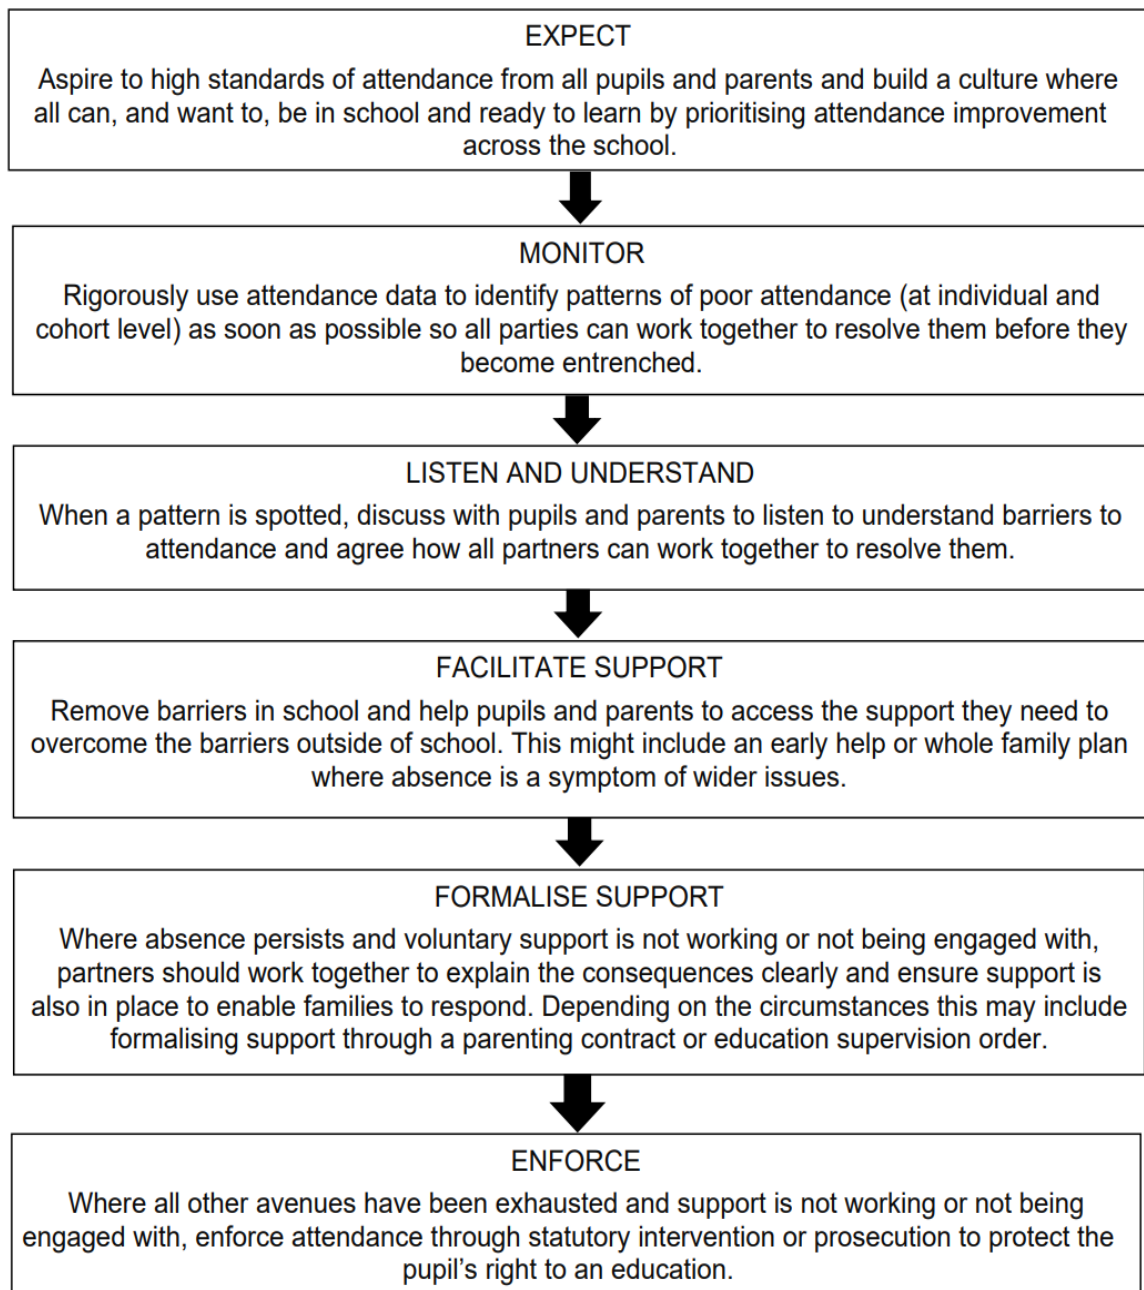 EXPECT
Aspire to high standards of attendance from all pupils and parents and build a culture where
all can, and want to, be in school and ready to learn by prioritising attendance improvement
across the school.
MONITOR
Rigorously use attendance data to identify patterns of poor attendance (at individual and
cohort level) as soon as possible so all parties can work together to resolve them before they
become entrenched.
LISTEN AND UNDERSTAND
When a pattern is spotted, discuss with pupils and parents to listen to understand barriers to
attendance and agree how all partners can work together to resolve them.
FACILITATE SUPPORT
Remove barriers in school and help pupils and parents to access the support they need to
overcome the barriers outside of school. This might include an early help or whole family plan
where absence is a symptom of wider issues.
FORMALISE SUPPORT
Where absence persists and voluntary support is not working or not being engaged with,
partners should work together to explain the consequences clearly and ensure support is
also in place to enable families to respond. Depending on the circumstances this may include
formalising support through a parenting contract or education supervision order.
ENFORCE
Where all other avenues have been exhausted and support is not working or not being
engaged with, enforce attendance through statutory intervention or prosecution to protect the
pupil’s right to an education.